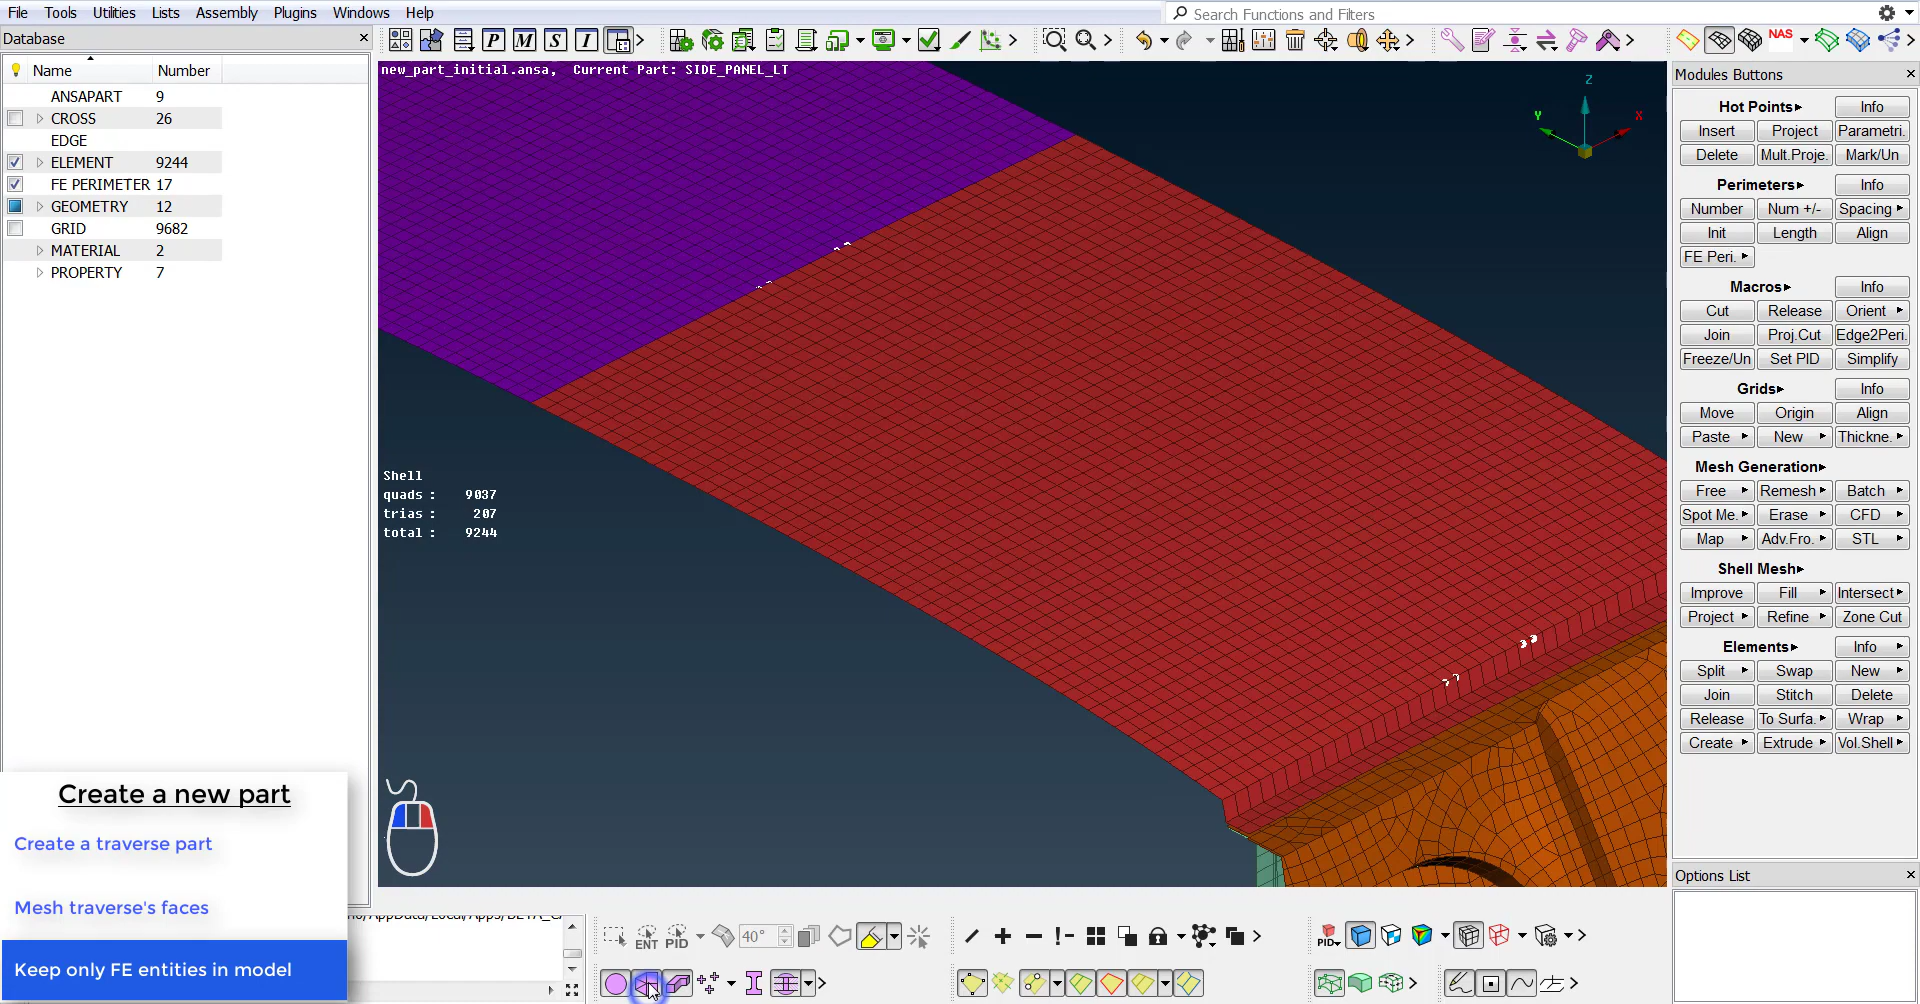 File Tools Utilities Lists Assembly Plugins Windows Help
Search Functions and Filters
Database
P M S I
NAS
Name Number
ANSAPART 9
CROSS 26
EDGE
ELEMENT 9244
FE PERIMETER 17
GEOMETRY 12
GRID 9682
MATERIAL 2
PROPERTY 7
new_part_initial.ansa, Current Part: SIDE_PANEL_LT
Z
Y
X
Shell
quads : 9037
trias : 207
total : 9244
Modules Buttons
Hot Points Info
Insert Project Parametri.
Delete Mult.Proje. Mark/Un
Perimeters Info
Number Num +/- Spacing
Init Length Align
FE Peri.
Macros Info
Cut Release Orient
Join Proj.Cut Edge2Peri.
Freeze/Un Set PID Simplify
Grids Info
Move Origin Align
Paste New Thickne.
Mesh Generation
Free Remesh Batch
Spot Me. Erase CFD
Map Adv.Fro. STL
Shell Mesh
Improve Fill Intersect
Project Refine Zone Cut
Elements Info
Split Swap New
Join Stitch Delete
Release To Surfa. Wrap
Create Extrude Vol.Shell
Options List
Create a new part
Create a traverse part
Mesh traverse's faces
Keep only FE entities in model
ENT PID 40°
PID